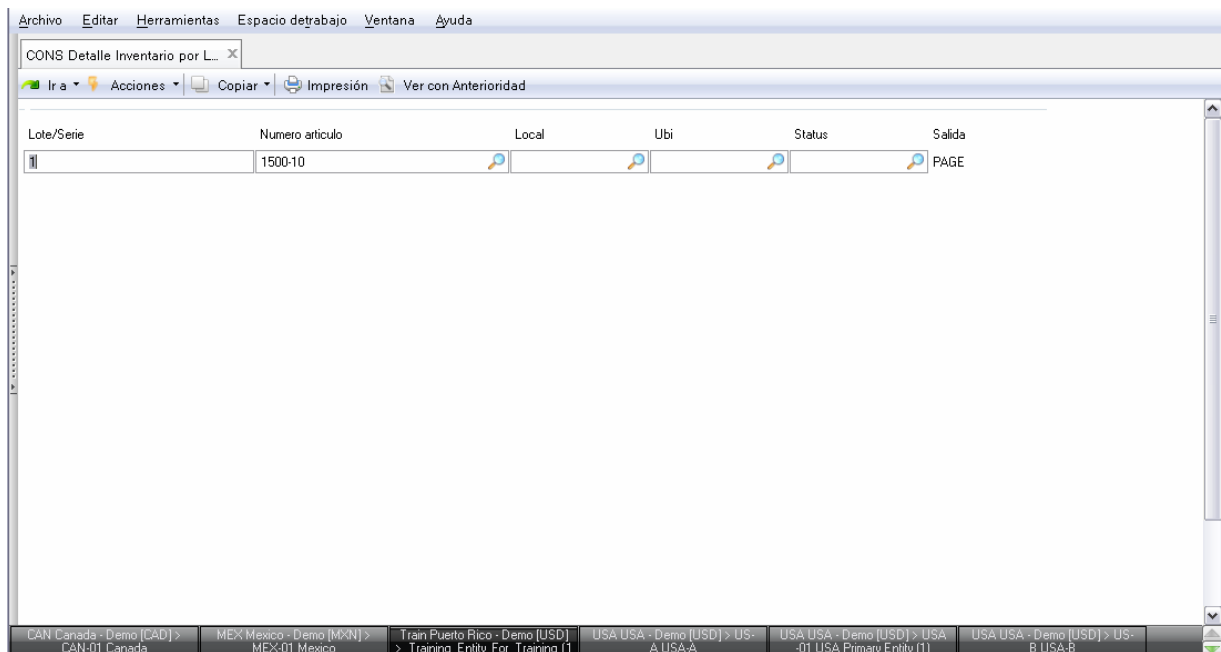 Archivo Editar Herramientas Espacio detrabajo Ventana Ayuda
CONS Detalle Inventario por L...
Ir a Acciones Copiar Impresión Ver con Anterioridad
Lote/Serie Numero articulo Local Ubi Status Salida
1 1500-10 PAGE
CAN Canada - Demo [CAD] > MEX Mexico - Demo [MXN] > Train Puerto Rico - Demo [USD] USA USA - Demo [USD] > US- USA USA - Demo [USD] > USA USA USA - Demo [USD] > US-
CAN-01 Canada MEX-01 Mexico > Training Entity For Training (1 A USA-A -01 USA Primary Entity (1) B USA-B